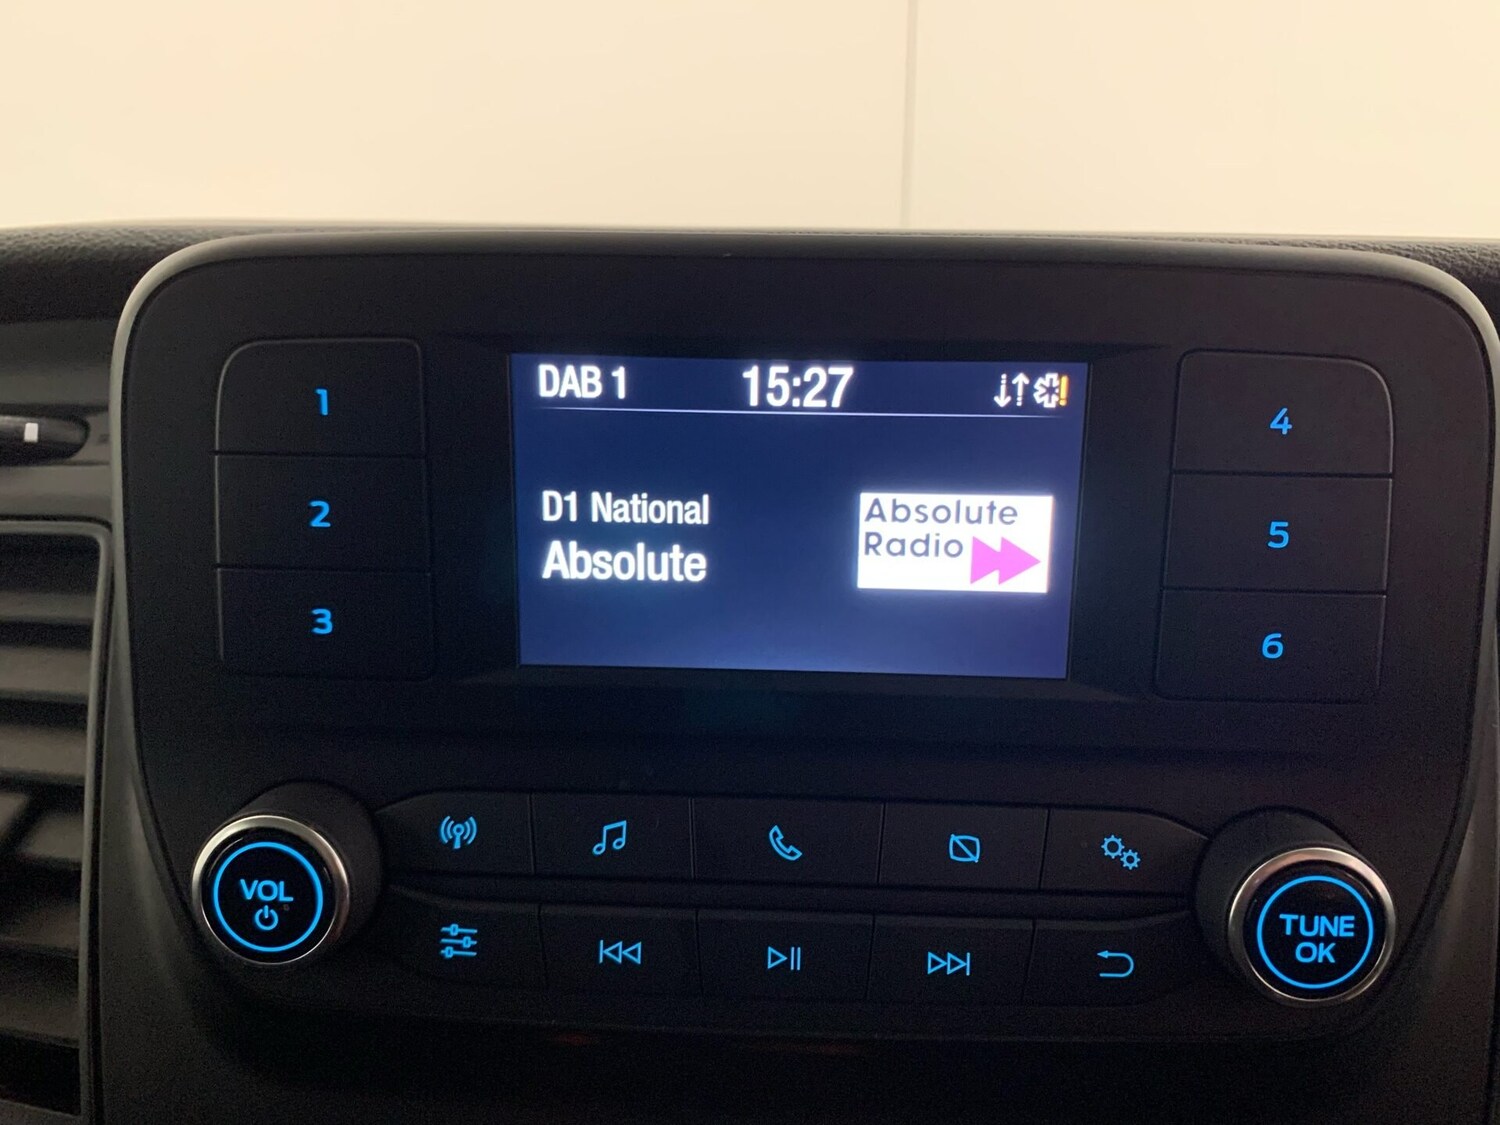 DAB 1 15:27
D1 National
Absolute
Absolute
Radio
1
2
3
4
5
6
VOL
TUNE
OK